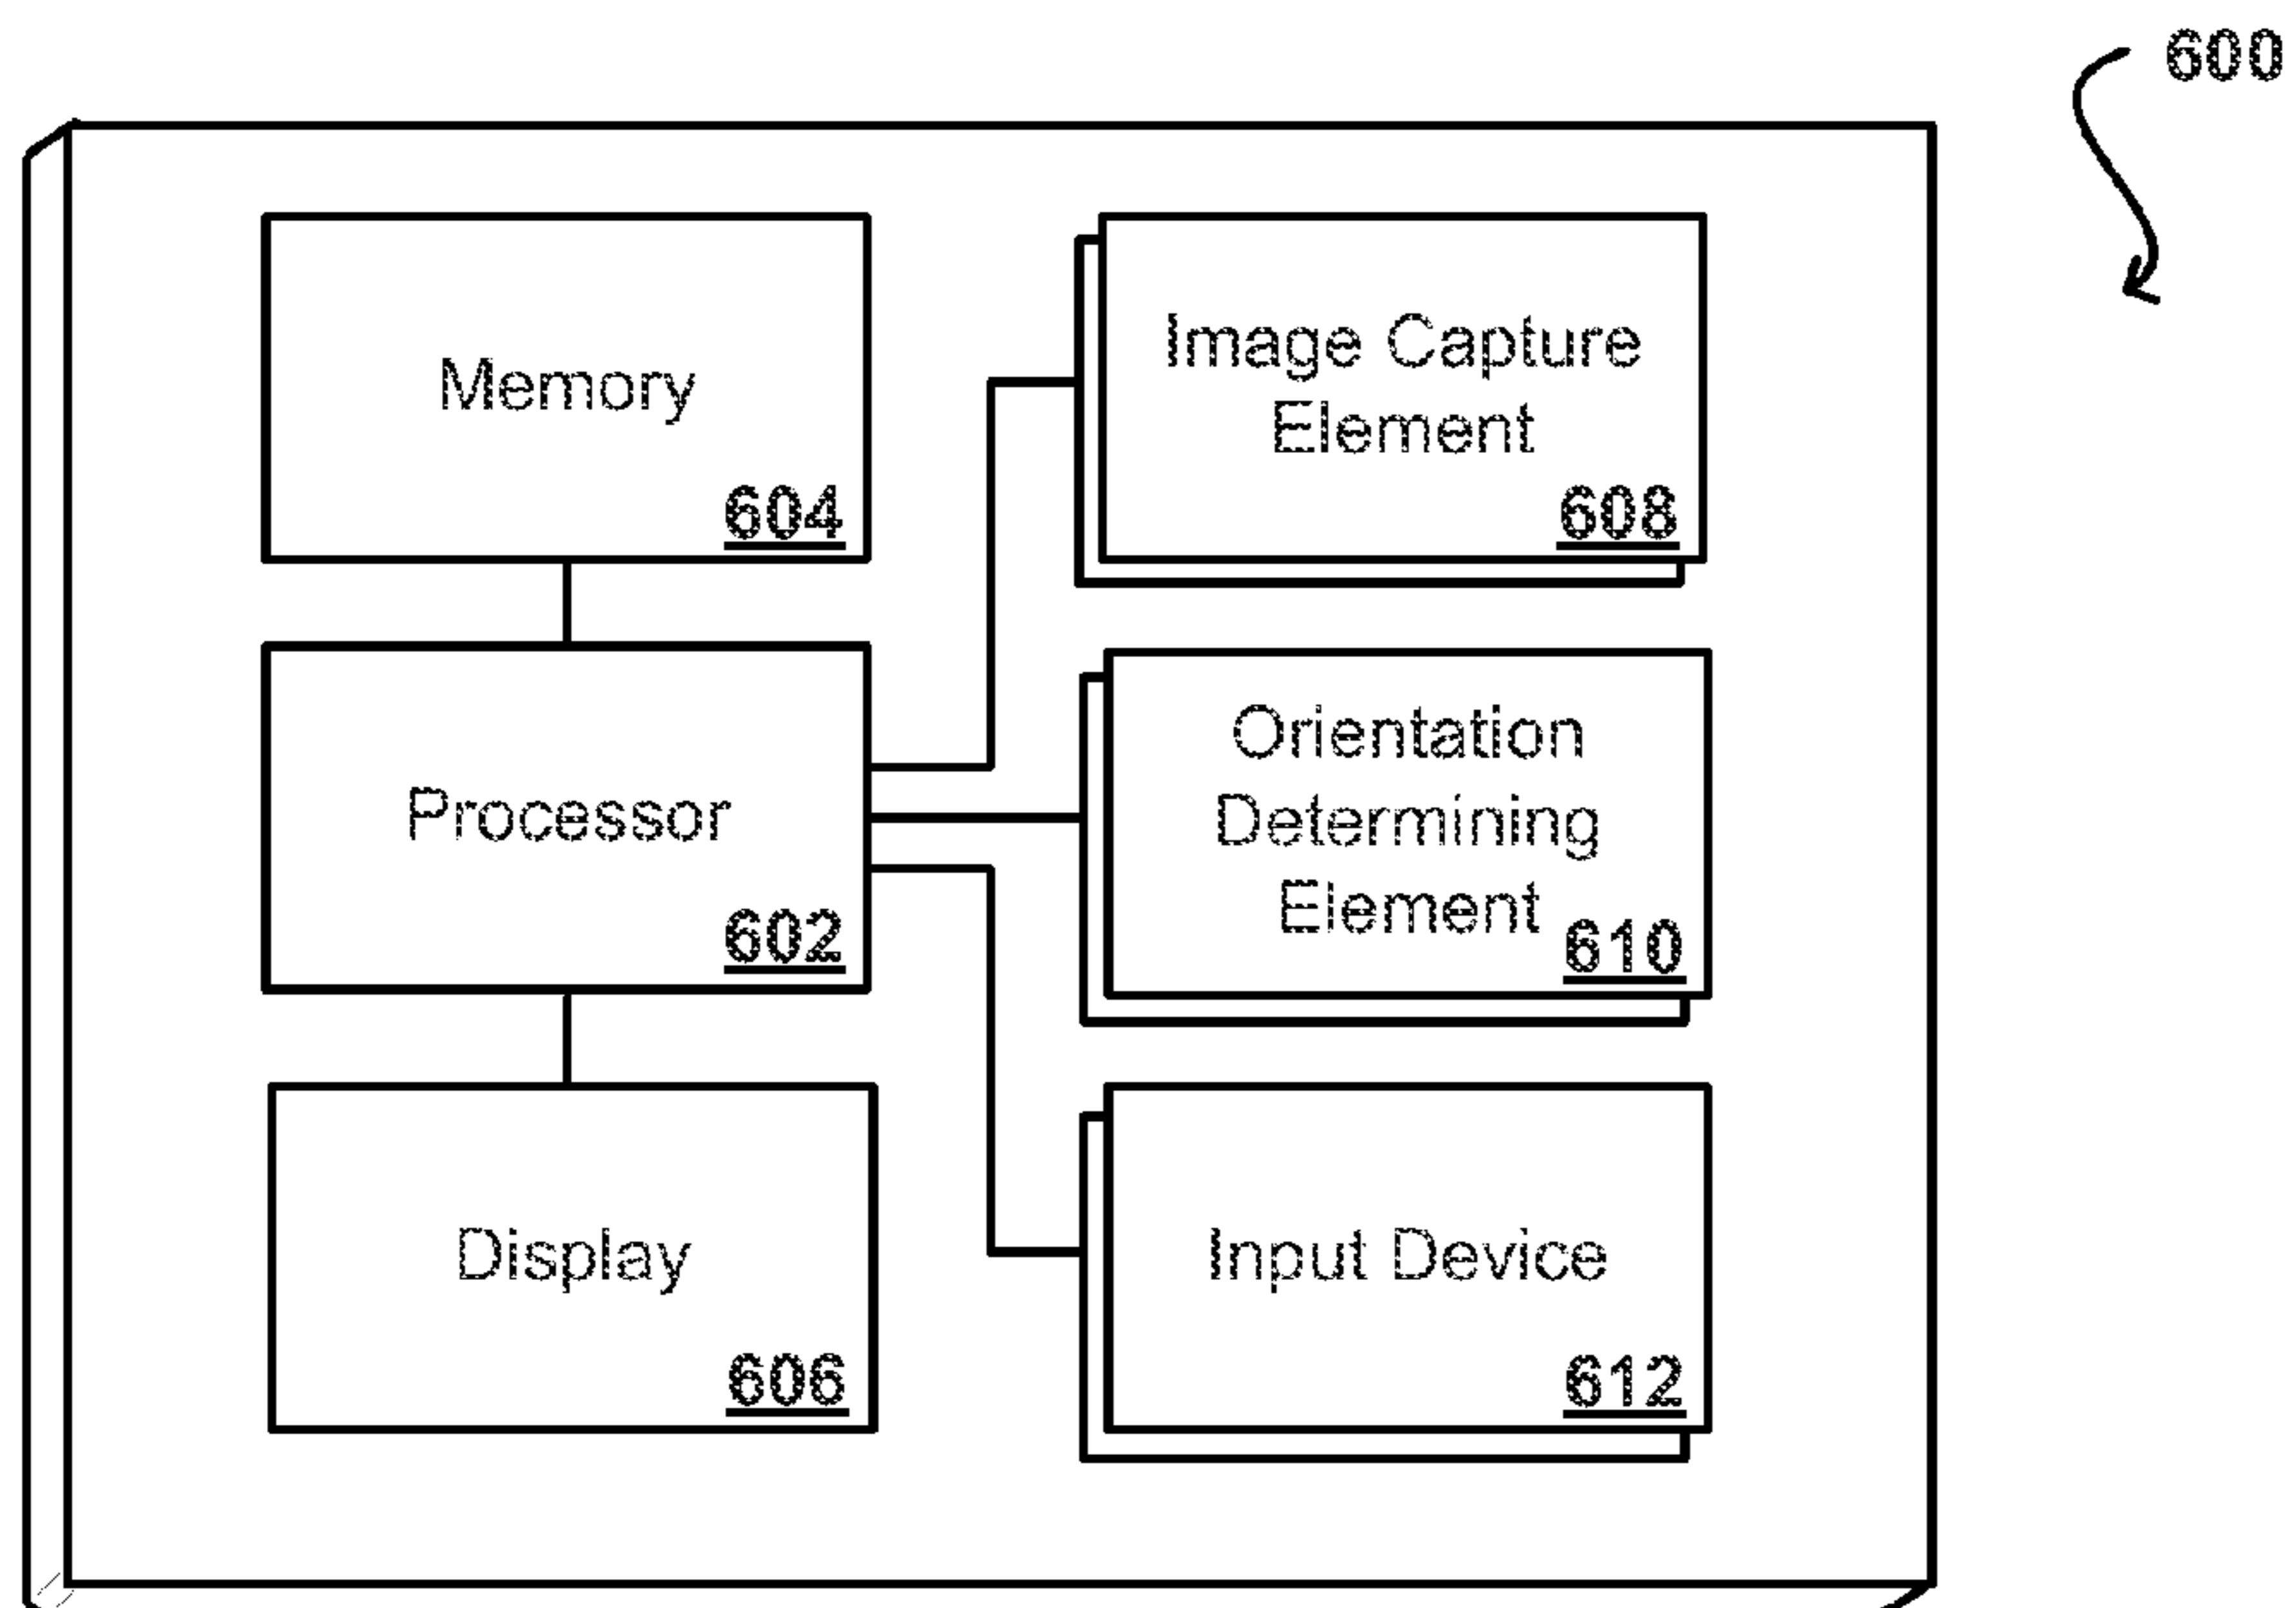 600
Memory
604
Image Capture
Element
608
Processor
602
Orientation
Determining
Element
610
Display
606
Input Device
612